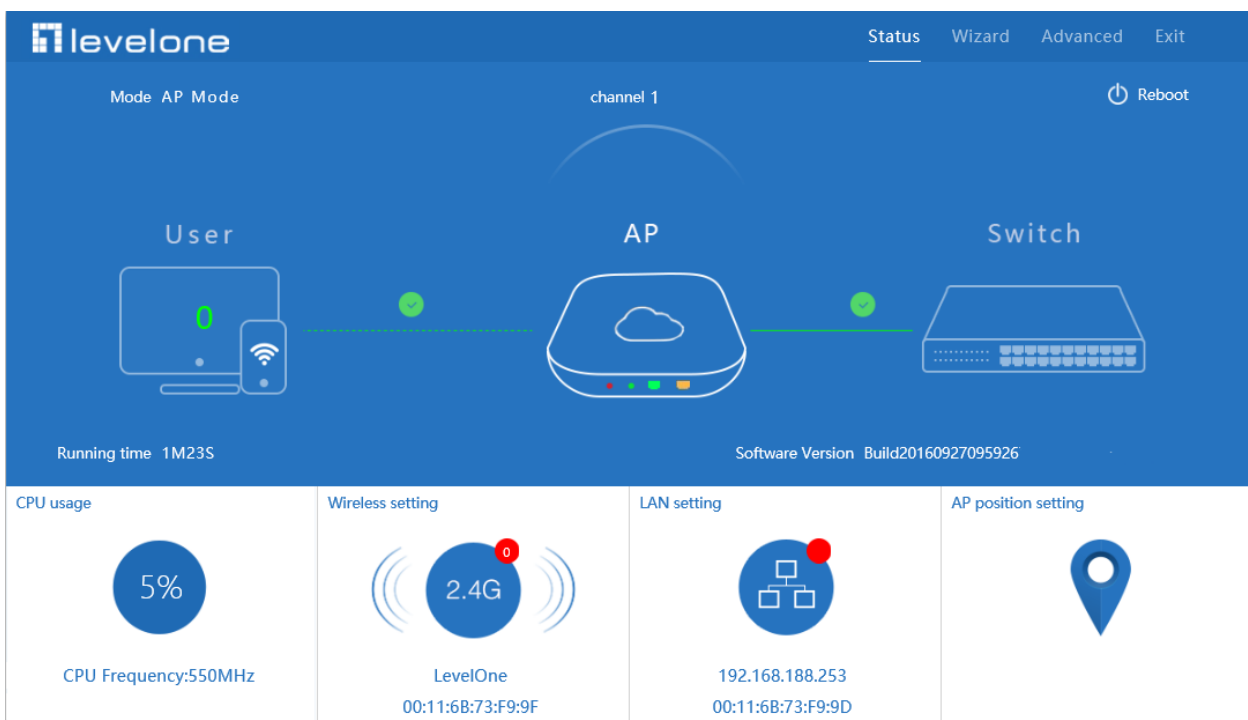 levelone
Status Wizard Advanced Exit
Mode AP Mode
channel 1
Reboot
User
AP
Switch
0
Running time 1M23S
Software Version Build20160927095926
CPU usage
Wireless setting
LAN setting
AP position setting
5%
0
2.4G
CPU Frequency:550MHz
LevelOne
192.168.188.253
00:11:6B:73:F9:9F
00:11:6B:73:F9:9D